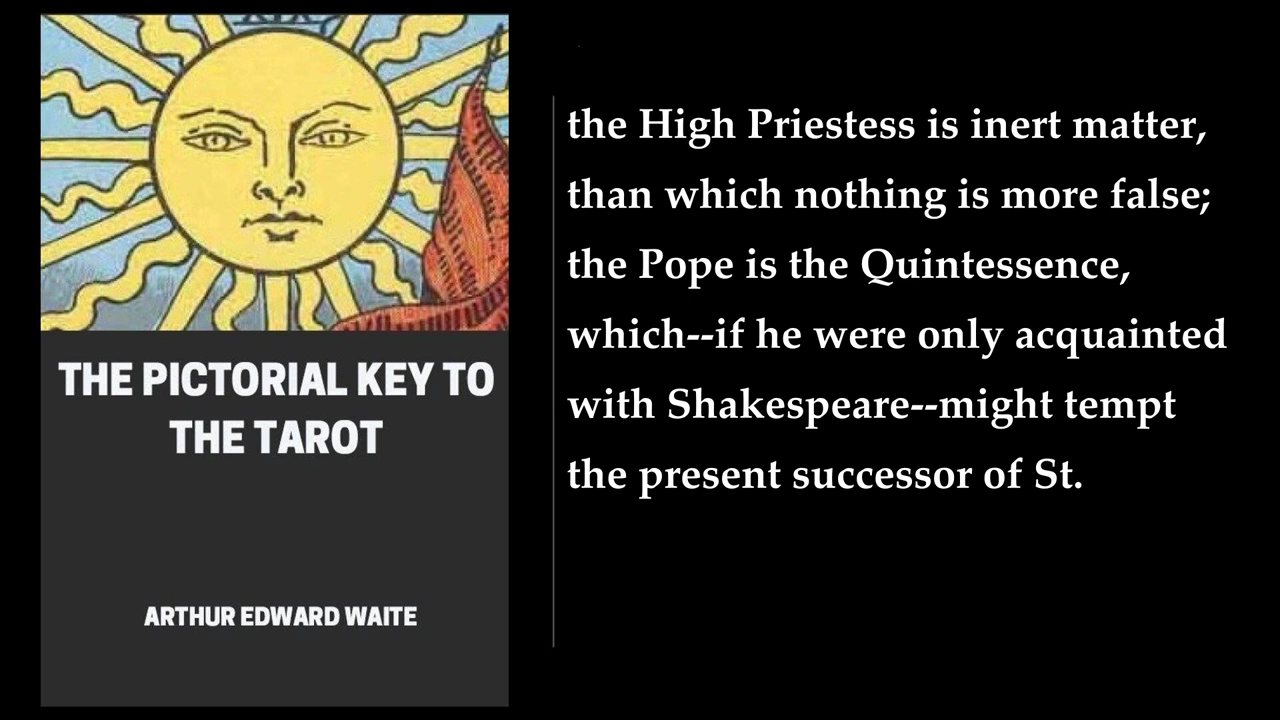 XIX
THE PICTORIAL KEY TO
THE TAROT
ARTHUR EDWARD WAITE
the High Priestess is inert matter,
than which nothing is more false;
the Pope is the Quintessence,
which--if he were only acquainted
with Shakespeare--might tempt
the present successor of St.